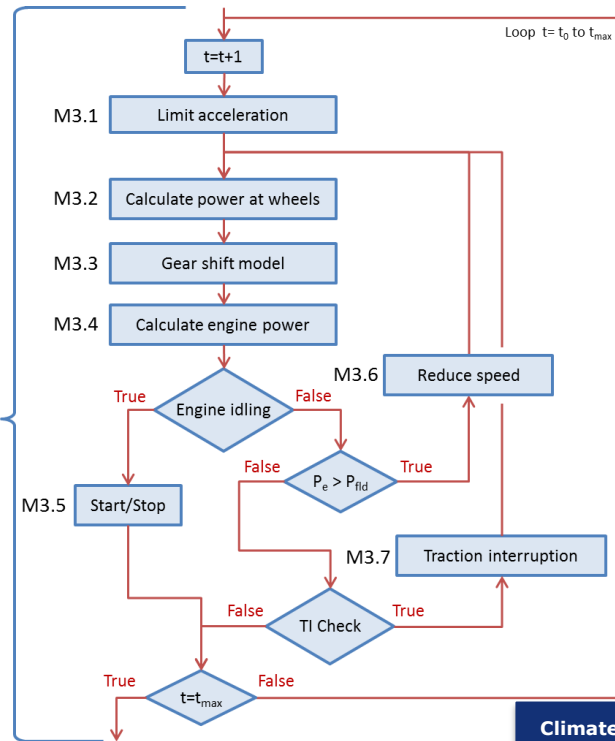 Loop t= t₀ to tₘₐₓ
t=t+1
M3.1
Limit acceleration
M3.2
Calculate power at wheels
M3.3
Gear shift model
M3.4
Calculate engine power
M3.6
Reduce speed
True
Engine idling
False
False
Pₑ > P_fld
True
M3.5
Start/Stop
M3.7
Traction interruption
False
TI Check
True
True
t=tₘₐₓ
False
Climate